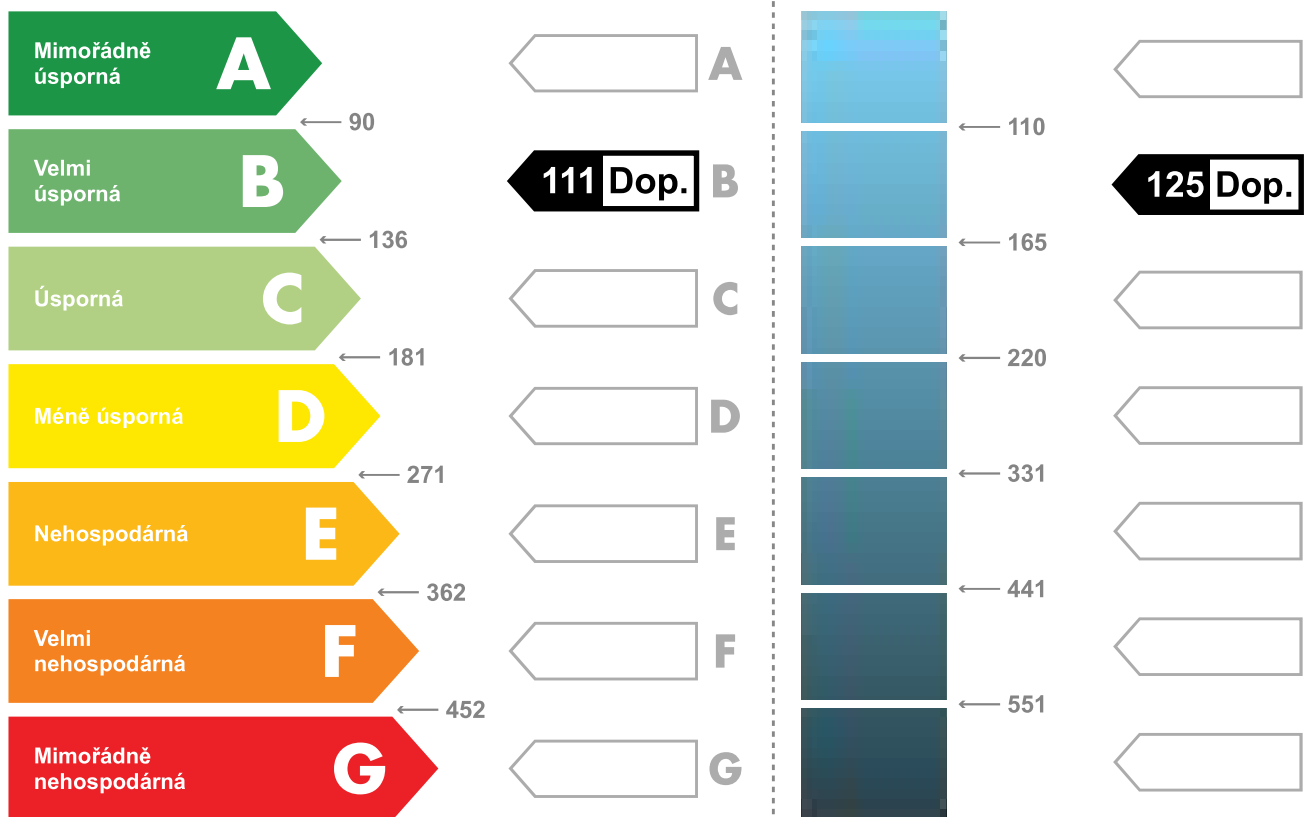 Mimořádně
úsporná
A
A
90
110
Velmi
úsporná
B
111 Dop.
B
125 Dop.
136
165
Úsporná
C
C
181
220
Méně úsporná
D
D
271
331
Nehospodárná
E
E
362
441
Velmi
nehospodárná
F
F
452
551
Mimořádně
nehospodárná
G
G